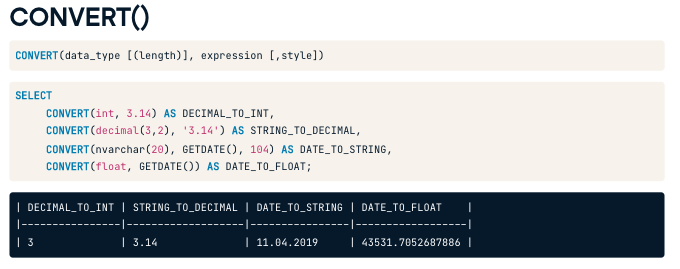 CONVERT()
CONVERT(data_type [(length)], expression [,style])
SELECT
CONVERT(int, 3.14) AS DECIMAL_TO_INT,
CONVERT(decimal(3,2), '3.14') AS STRING_TO_DECIMAL,
CONVERT(nvarchar(20), GETDATE(), 104) AS DATE_TO_STRING,
CONVERT(float, GETDATE()) AS DATE_TO_FLOAT;
| DECIMAL_TO_INT | STRING_TO_DECIMAL | DATE_TO_STRING | DATE_TO_FLOAT |
|---------------|------------------|----------------|------------------|
| 3 | 3.14 | 11.04.2019 | 43531.7052687886 |